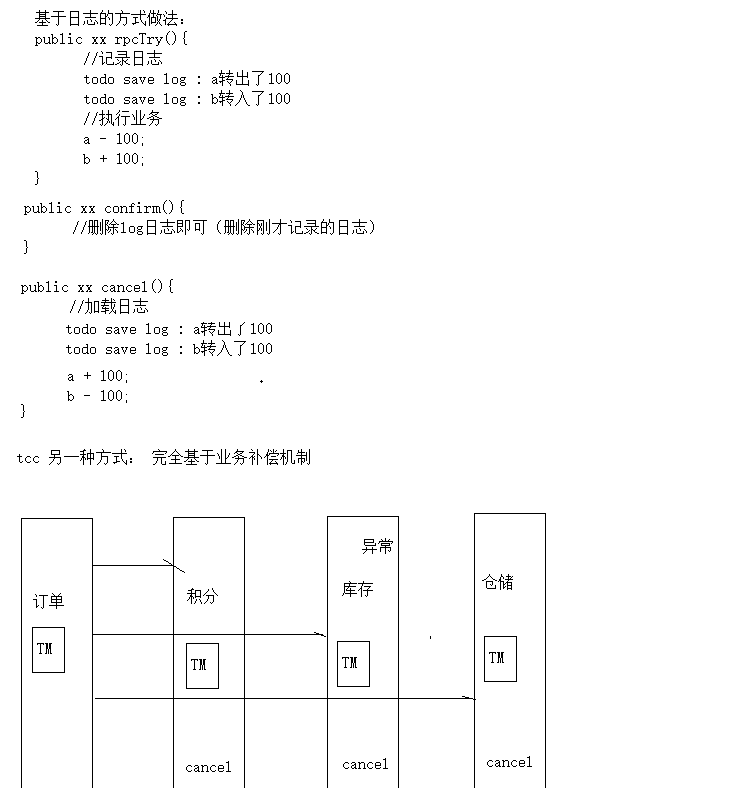 基于日志的方式做法：
public xx rpcTry(){
//记录日志
todo save log : a转出了100
todo save log : b转入了100
//执行业务
a - 100;
b + 100;
}
public xx confirm(){
//删除log日志即可（删除刚才记录的日志）
}
public xx cancel(){
//加载日志
todo save log : a转出了100
todo save log : b转入了100
a + 100;
b - 100;
}
tcc 另一种方式： 完全基于业务补偿机制
异常
订单
积分
库存
仓储
TM
TM
TM
TM
cancel
cancel
cancel